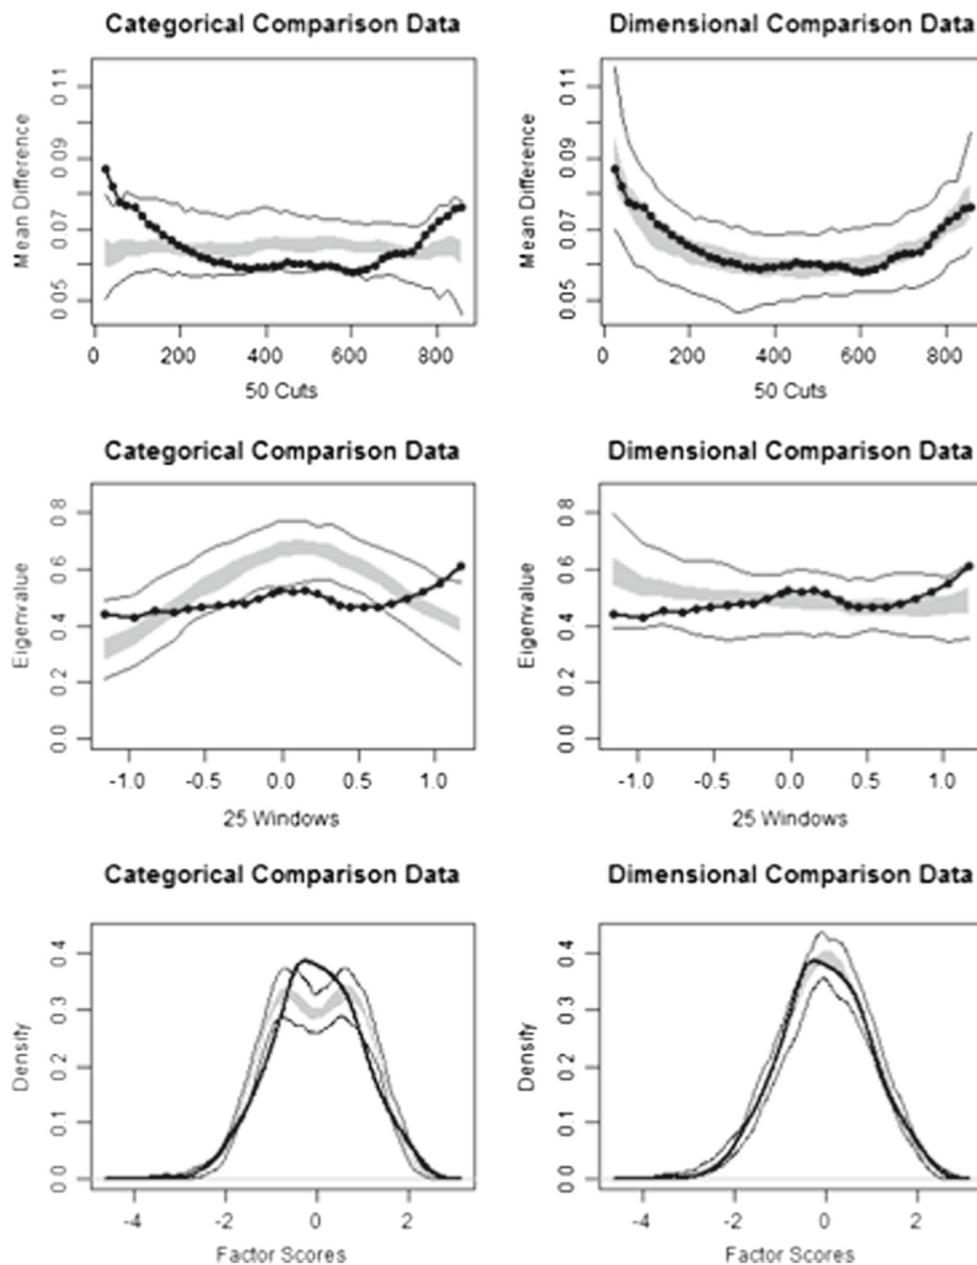 Categorical Comparison Data
Dimensional Comparison Data
Mean Difference
0.11
0.09
0.07
0.05
0 200 400 600 800
50 Cuts
Mean Difference
0.11
0.09
0.07
0.05
0 200 400 600 800
50 Cuts
Categorical Comparison Data
Dimensional Comparison Data
Eigenvalue
0.8
0.6
0.4
0.2
0.0
-1.0 -0.5 0.0 0.5 1.0
25 Windows
Eigenvalue
0.8
0.6
0.4
0.2
0.0
-1.0 -0.5 0.0 0.5 1.0
25 Windows
Categorical Comparison Data
Dimensional Comparison Data
Density
0.4
0.3
0.2
0.1
0.0
-4 -2 0 2
Factor Scores
Density
0.4
0.3
0.2
0.1
0.0
-4 -2 0 2
Factor Scores